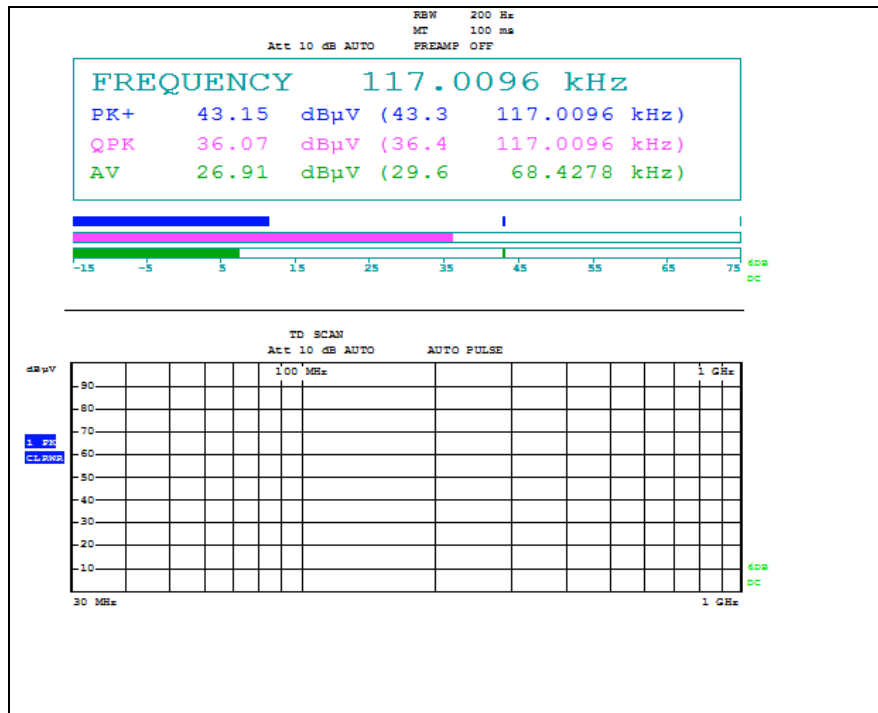 RBW 200 Hz
MT 100 ms
Att 10 dB AUTO PREAMP OFF
FREQUENCY 117.0096 kHz
PK+ 43.15 dBµV (43.3 117.0096 kHz)
QPK 36.07 dBµV (36.4 117.0096 kHz)
AV 26.91 dBµV (29.6 68.4278 kHz)
-15 -5 5 15 25 35 45 55 65 75
6DB
DC
TD SCAN
Att 10 dB AUTO AUTO PULSE
dBµV
100 MHz 1 GHz
90
80
70
1 PK
CLRWR
60
50
40
30
20
10
6DB
DC
30 MHz 1 GHz